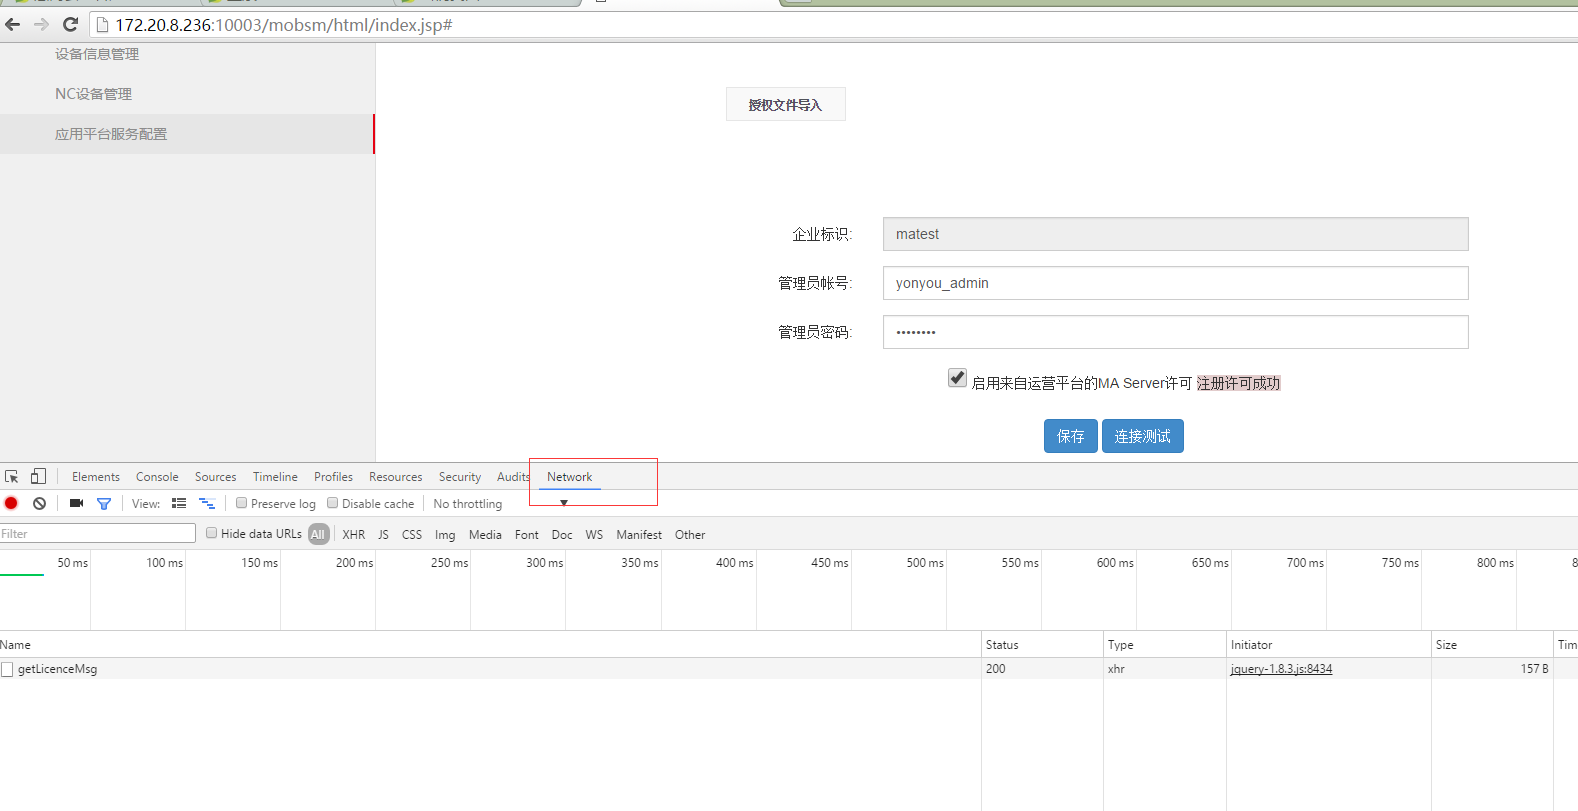 172.20.8.236:10003/mobsm/html/index.jsp#
设备信息管理
NC设备管理
应用平台服务配置
授权文件导入
企业标识: matest
管理员帐号: yonyou_admin
管理员密码: ••••••••
启用来自运营平台的MA Server许可 注册许可成功
保存 连接测试
Elements Console Sources Timeline Profiles Resources Security Audits Network
View: Preserve log Disable cache No throttling
Filter Hide data URLs All XHR JS CSS Img Media Font Doc WS Manifest Other
50 ms 100 ms 150 ms 200 ms 250 ms 300 ms 350 ms 400 ms 450 ms 500 ms 550 ms 600 ms 650 ms 700 ms 750 ms 800 ms 8
Name Status Type Initiator Size Tim
getLicenceMsg 200 xhr jquery-1.8.3.js:8434 157 B